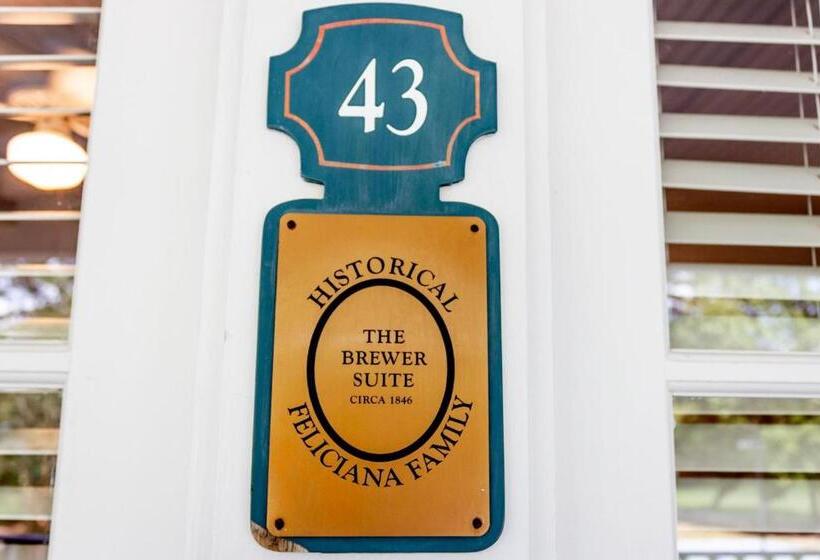 43
HISTORICAL
THE
BREWER
SUITE
CIRCA 1846
FELICIANA FAMILY